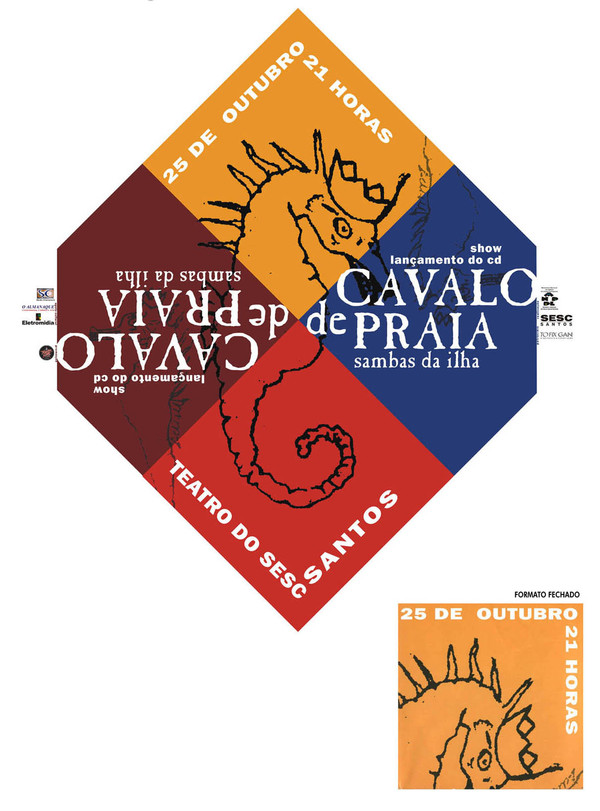 25 DE OUTUBRO
21 HORAS
show
lançamento do cd
CAVALO
de PRAIA
sambas da ilha
show
lançamento do cd
CAVALO
de PRAIA
sambas da ilha
O ALMANAQUE
Eletromidia
SESC
SANTOS
TEATRO DO SESC
SANTOS
FORMATO FECHADO
25 DE OUTUBRO
21 HORAS